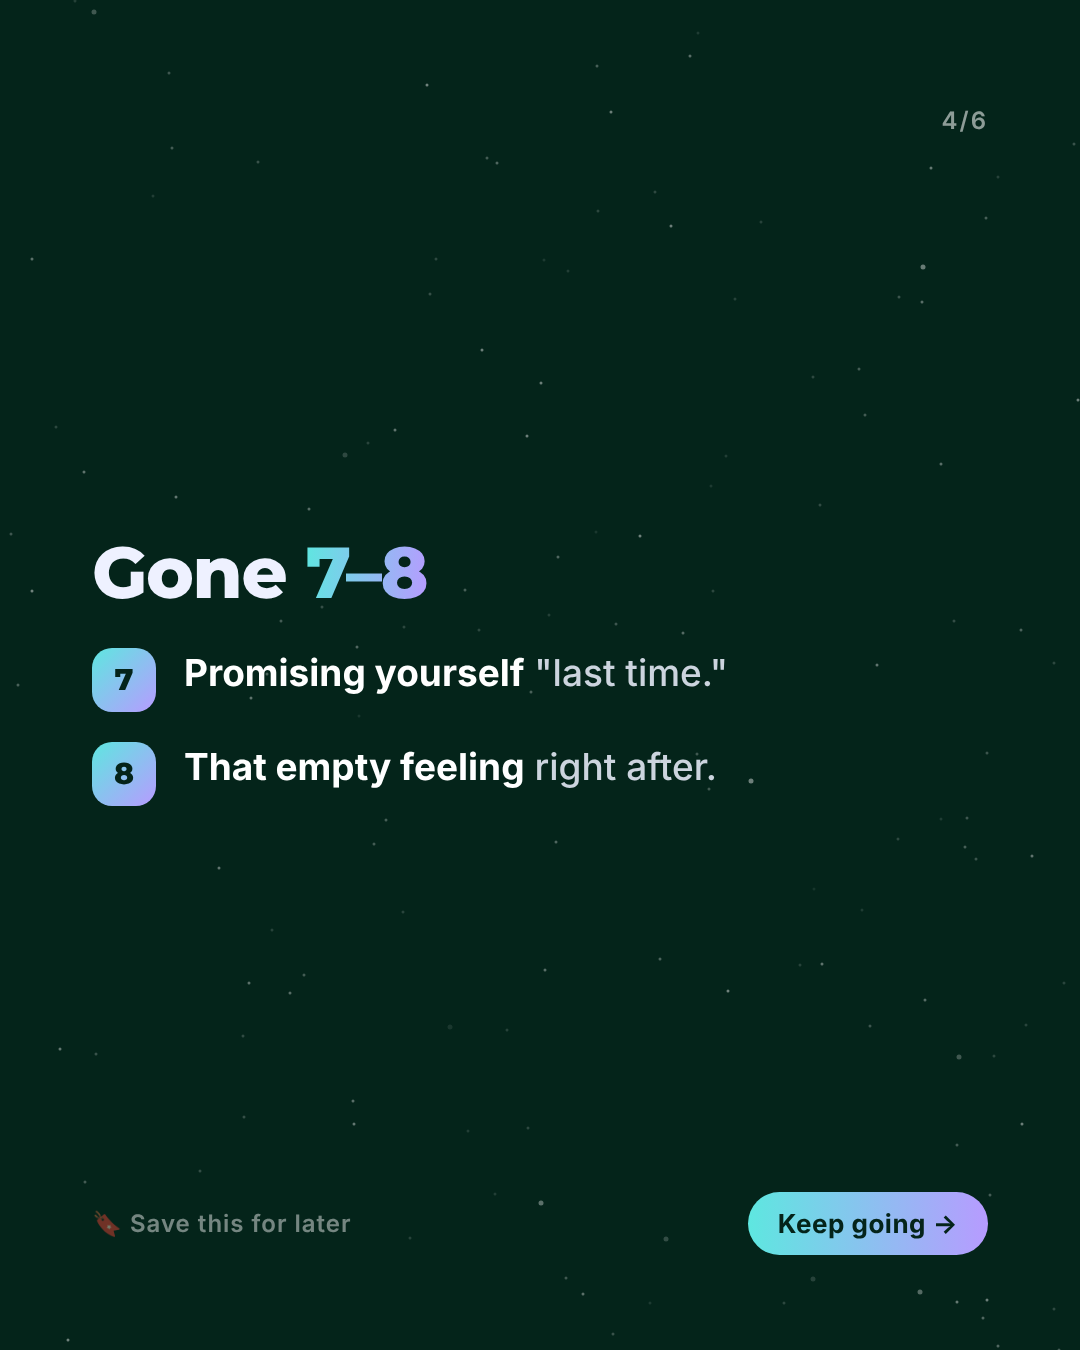 4/6
Gone 7–8
7 Promising yourself "last time."
8 That empty feeling right after.
🔖 Save this for later
Keep going →